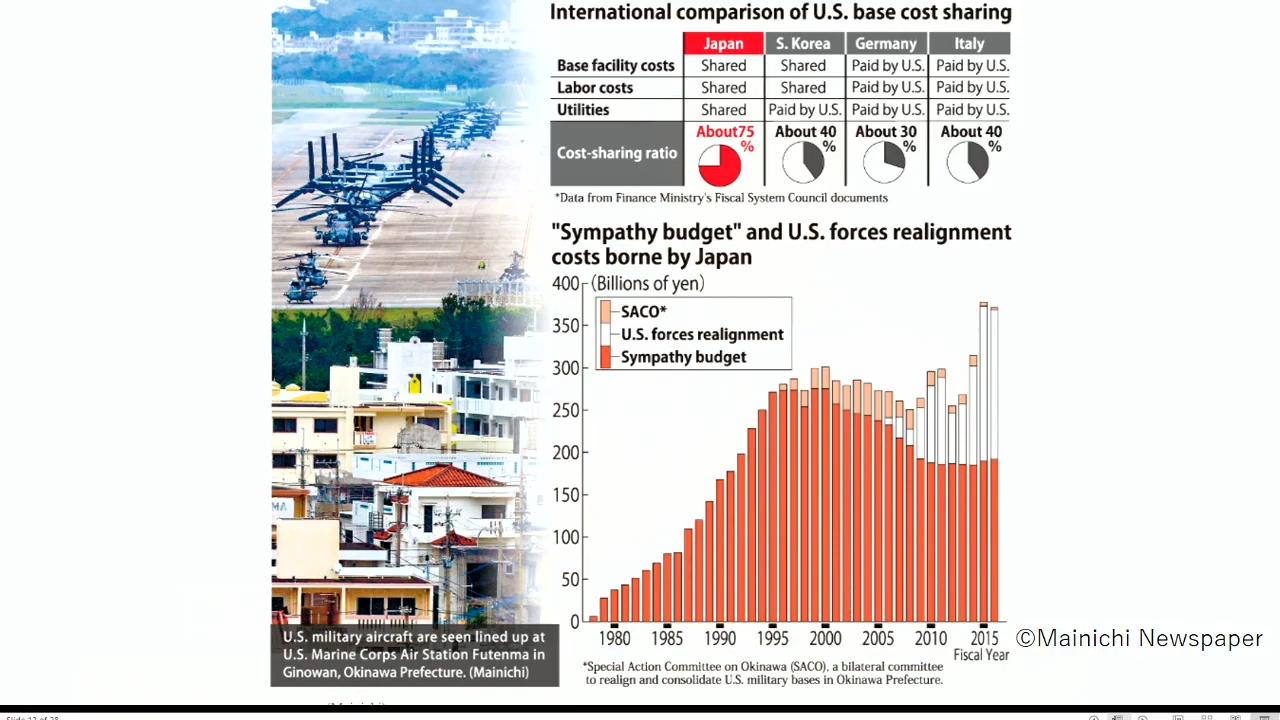 International comparison of U.S. base cost sharing
Japan S. Korea Germany Italy
Base facility costs Shared Shared Paid by U.S. Paid by U.S.
Labor costs Shared Shared Paid by U.S. Paid by U.S.
Utilities Shared Paid by U.S. Paid by U.S. Paid by U.S.
Cost-sharing ratio About75 % About 40 % About 30 % About 40 %
*Data from Finance Ministry's Fiscal System Council documents
"Sympathy budget" and U.S. forces realignment
costs borne by Japan
400 (Billions of yen)
SACO*
350
U.S. forces realignment
Sympathy budget
300
250
200
150
100
50
0
1980 1985 1990 1995 2000 2005 2010 2015
Fiscal Year
*Special Action Committee on Okinawa (SACO), a bilateral committee
to realign and consolidate U.S. military bases in Okinawa Prefecture.
U.S. military aircraft are seen lined up at
U.S. Marine Corps Air Station Futenma in
Ginowan, Okinawa Prefecture. (Mainichi)
©Mainichi Newspaper